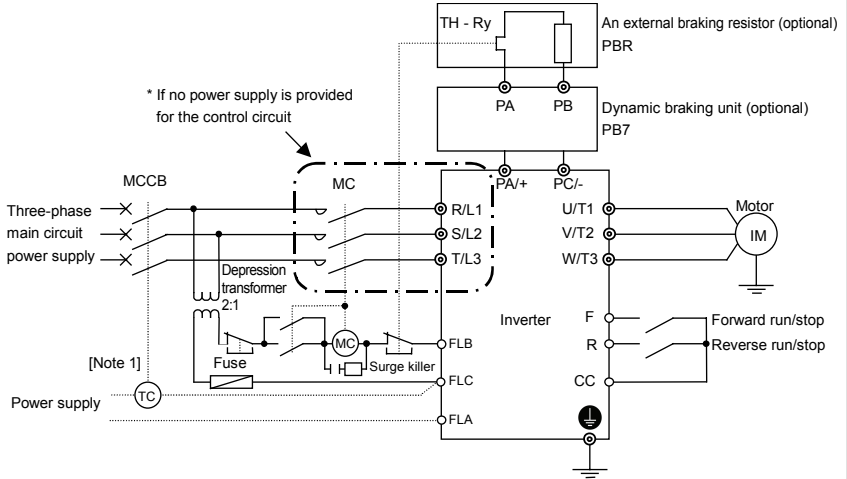 TH - Ry
An external braking resistor (optional)
PBR
* If no power supply is provided
for the control circuit
PA
PB
Dynamic braking unit (optional)
PB7
MCCB
MC
PA/+
PC/-
Three-phase
main circuit
power supply
R/L1
S/L2
T/L3
U/T1
V/T2
W/T3
Motor
IM
Depression
transformer
2:1
Inverter
F
Forward run/stop
R
Reverse run/stop
MC
FLB
[Note 1]
Fuse
Surge killer
CC
FLC
TC
Power supply
FLA